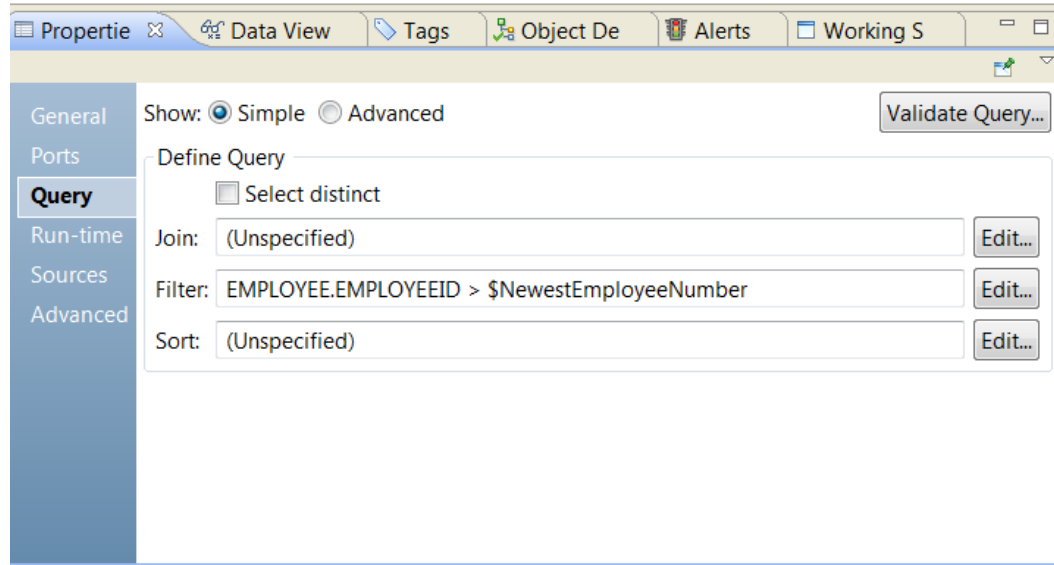 Propertie Data View Tags Object De Alerts Working S
General
Ports
Query
Run-time
Sources
Advanced
Show: Simple Advanced Validate Query...
Define Query
Select distinct
Join: (Unspecified) Edit...
Filter: EMPLOYEE.EMPLOYEEID > $NewestEmployeeNumber Edit...
Sort: (Unspecified) Edit...